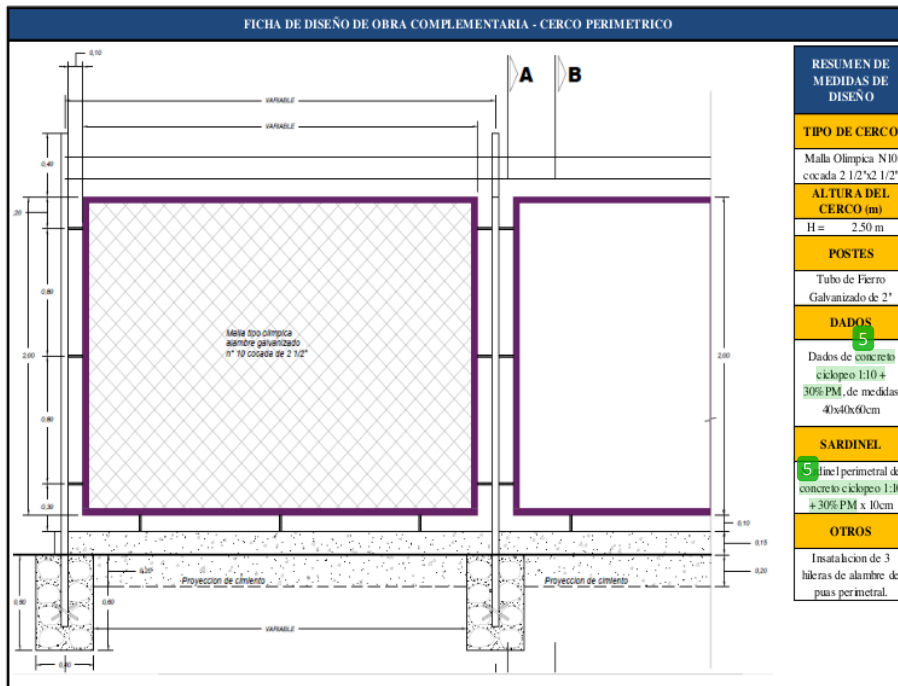 FICHA DE DISEÑO DE OBRA COMPLEMENTARIA - CERCO PERIMETRICO
0,10
A
B
VARIABLE
VARIABLE
0,40
,20
0,80
2,00
0,80
0,30
Malla tipo olimpica
alambre galvanizado
n° 10 cocada de 2 1/2"
2,00
0,10
0,15
0,20
0,20
Proyeccion de cimiento
Proyeccion de cimiento
0,60
VARIABLE
0,40
RESUMEN DE
MEDIDAS DE
DISEÑO
TIPO DE CERCO
Malla Olimpica N10
cocada 2 1/2"x2 1/2"
ALTURA DEL
CERCO (m)
H = 2.50 m
POSTES
Tubo de Fierro
Galvanizado de 2"
DADOS
5
Dados de concreto
ciclopeo 1:10 +
30%PM, de medidas
40x40x60cm
SARDINEL
5
dinel perimetral de
concreto ciclopeo 1:10
+ 30%PM x 10cm
OTROS
Insatalacion de 3
hileras de alambre de
puas perimetral.